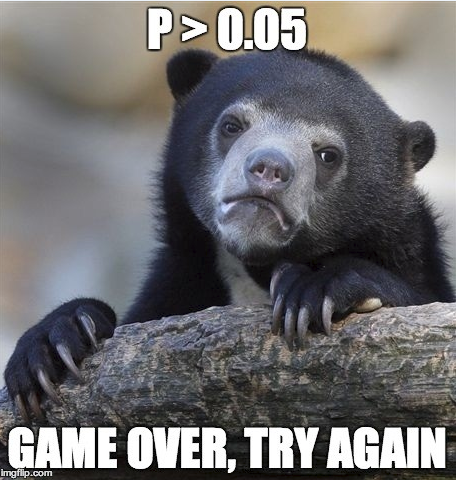 P > 0.05
GAME OVER, TRY AGAIN
imgflip.com